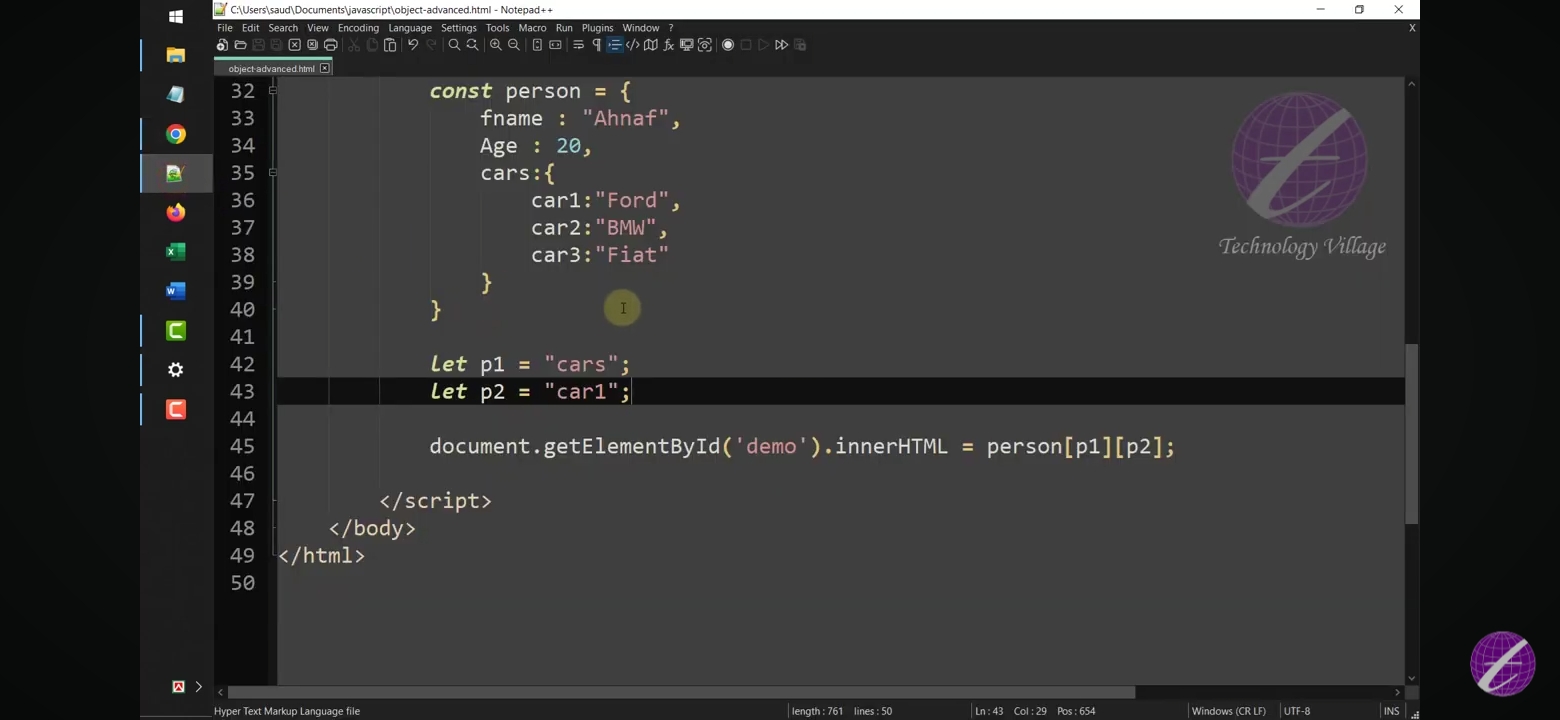 C:\Users\saud\Documents\javascript\object-advanced.html - Notepad++
File Edit Search View Encoding Language Settings Tools Macro Run Plugins Window ? X
object-advanced.html
32 const person = {
33 fname : "Ahnaf",
34 Age : 20,
35 cars:{
36 car1:"Ford",
37 car2:"BMW",
38 car3:"Fiat"
39 }
40 }
41
42 let p1 = "cars";
43 let p2 = "car1";
44
45 document.getElementById('demo').innerHTML = person[p1][p2];
46
47 </script>
48 </body>
49 </html>
50
Technology Village
Hyper Text Markup Language file length : 761 lines : 50 Ln : 43 Col : 29 Pos : 654 Windows (CR LF) UTF-8 INS